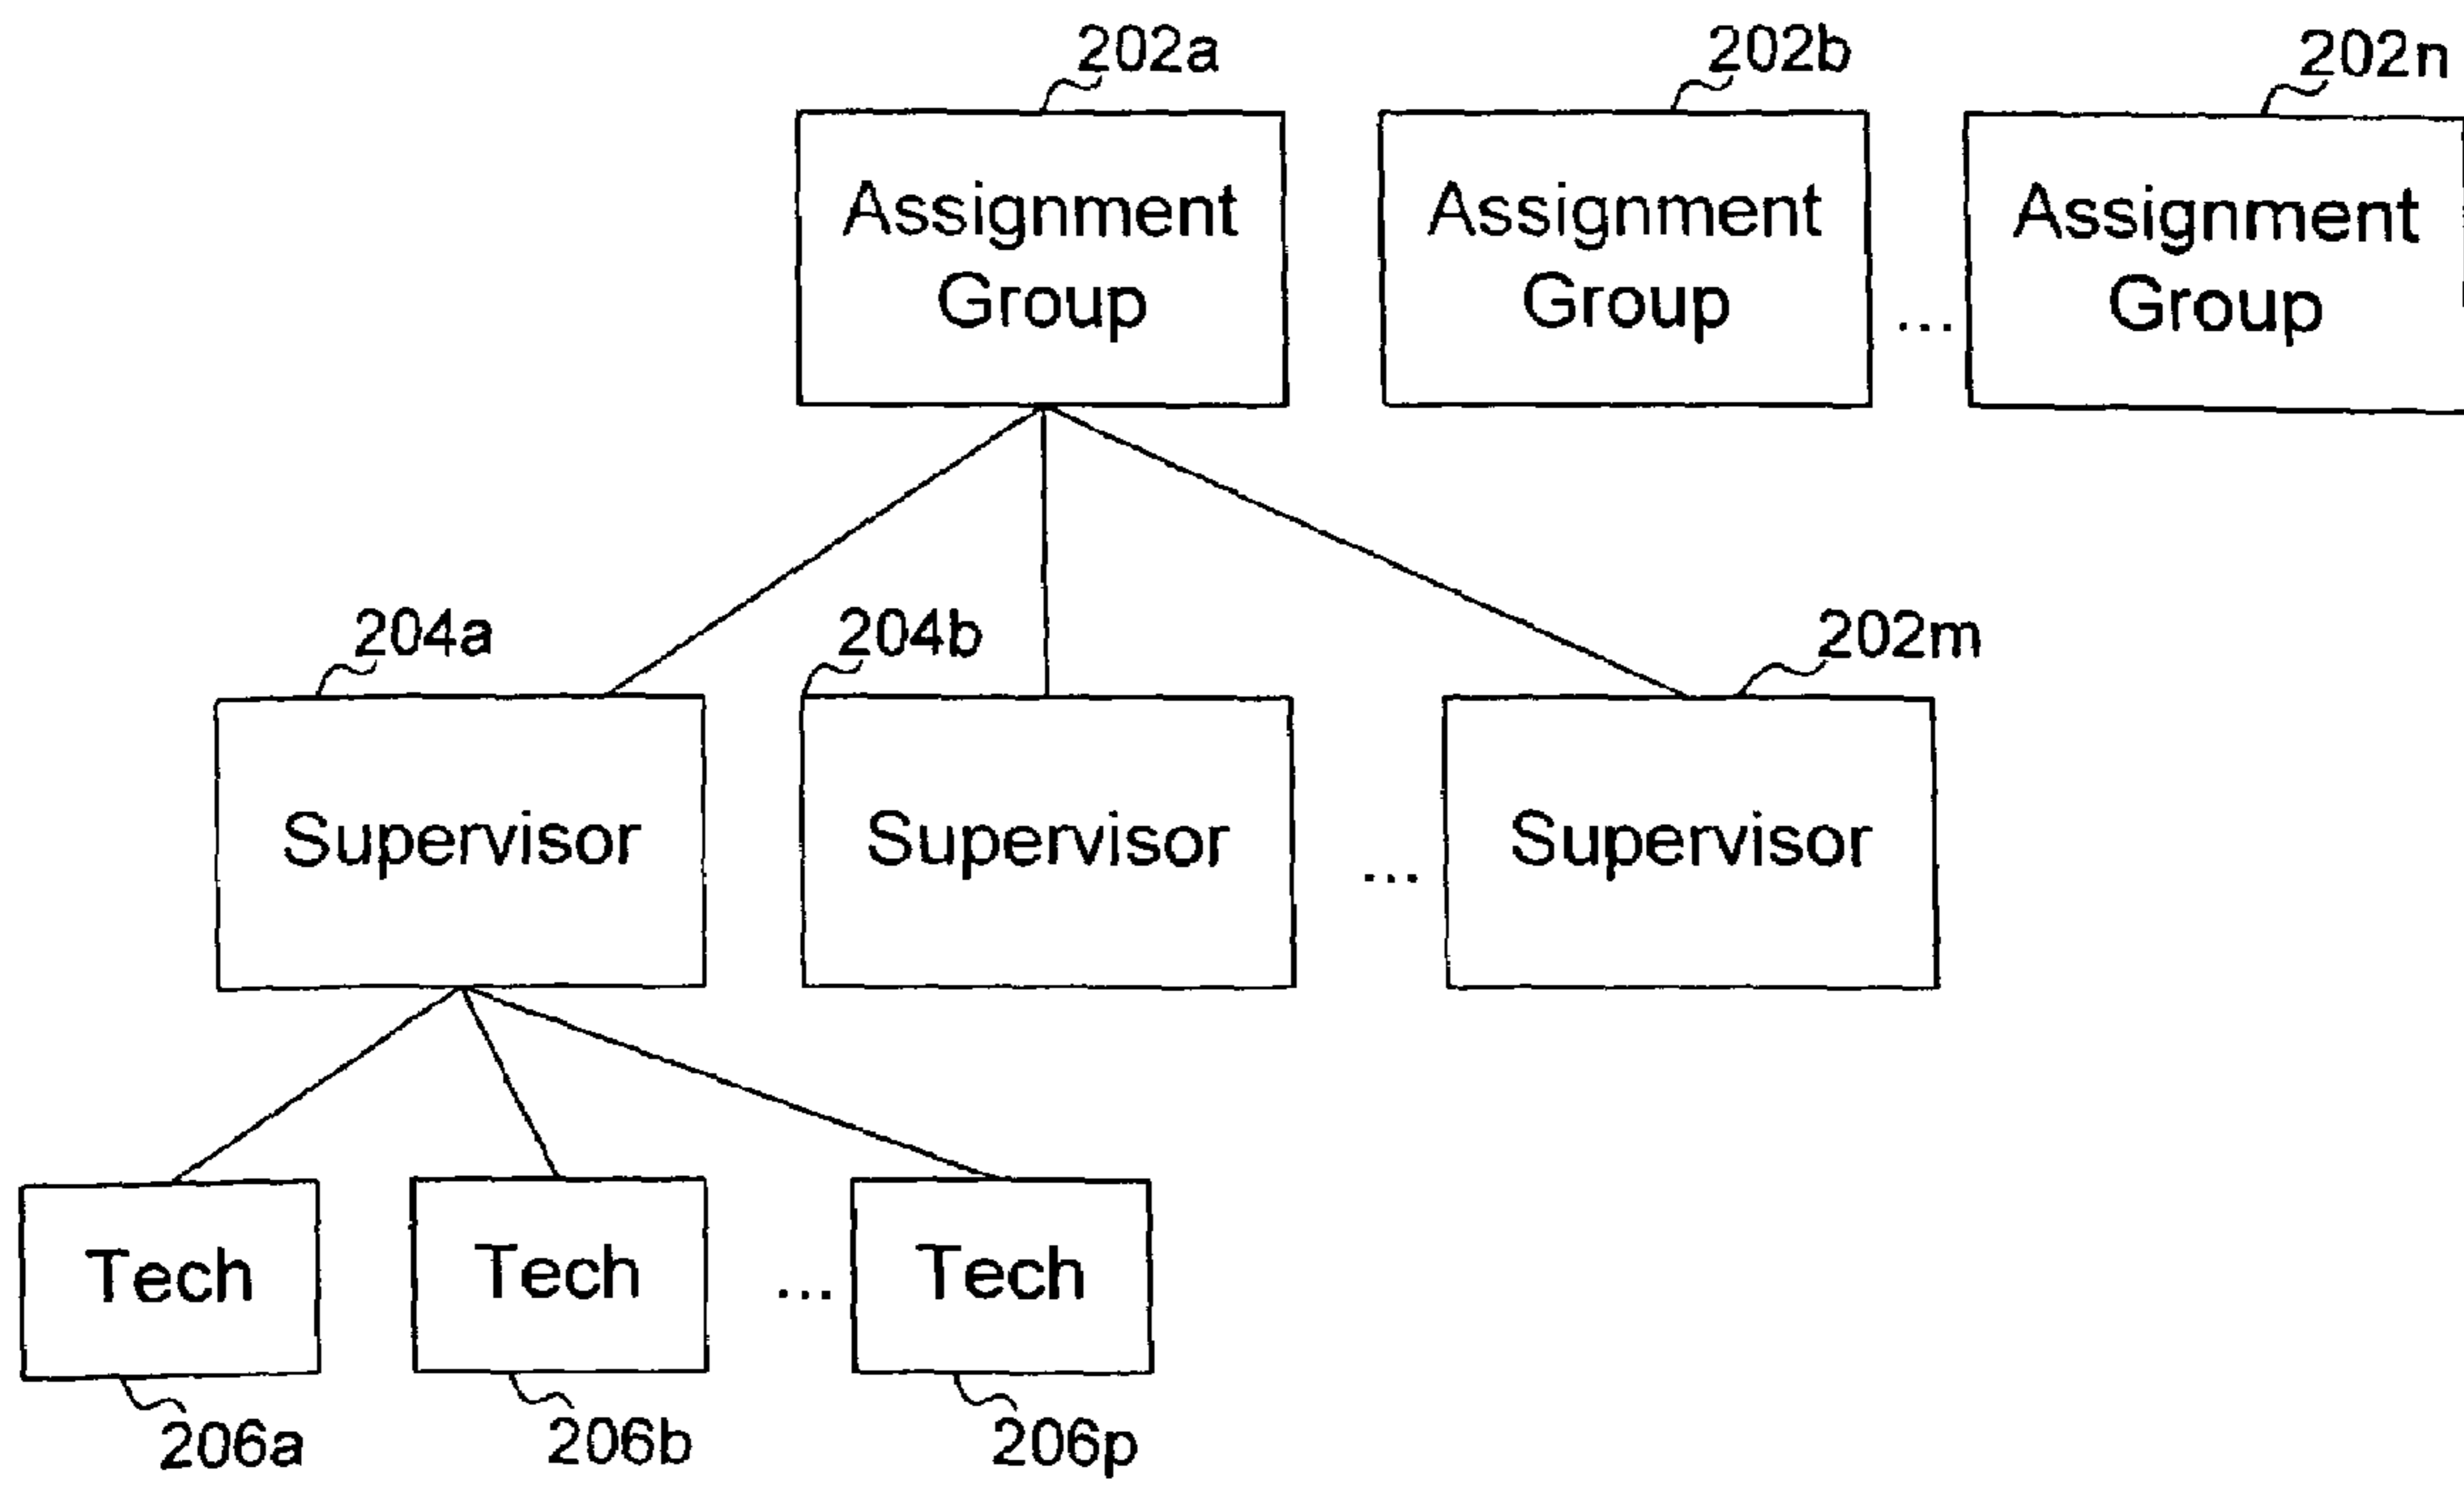 202a
202b
202n
Assignment
Group
Assignment
Group
...
Assignment
Group
204a
204b
202m
Supervisor
Supervisor
...
Supervisor
Tech
Tech
...
Tech
206a
206b
206p